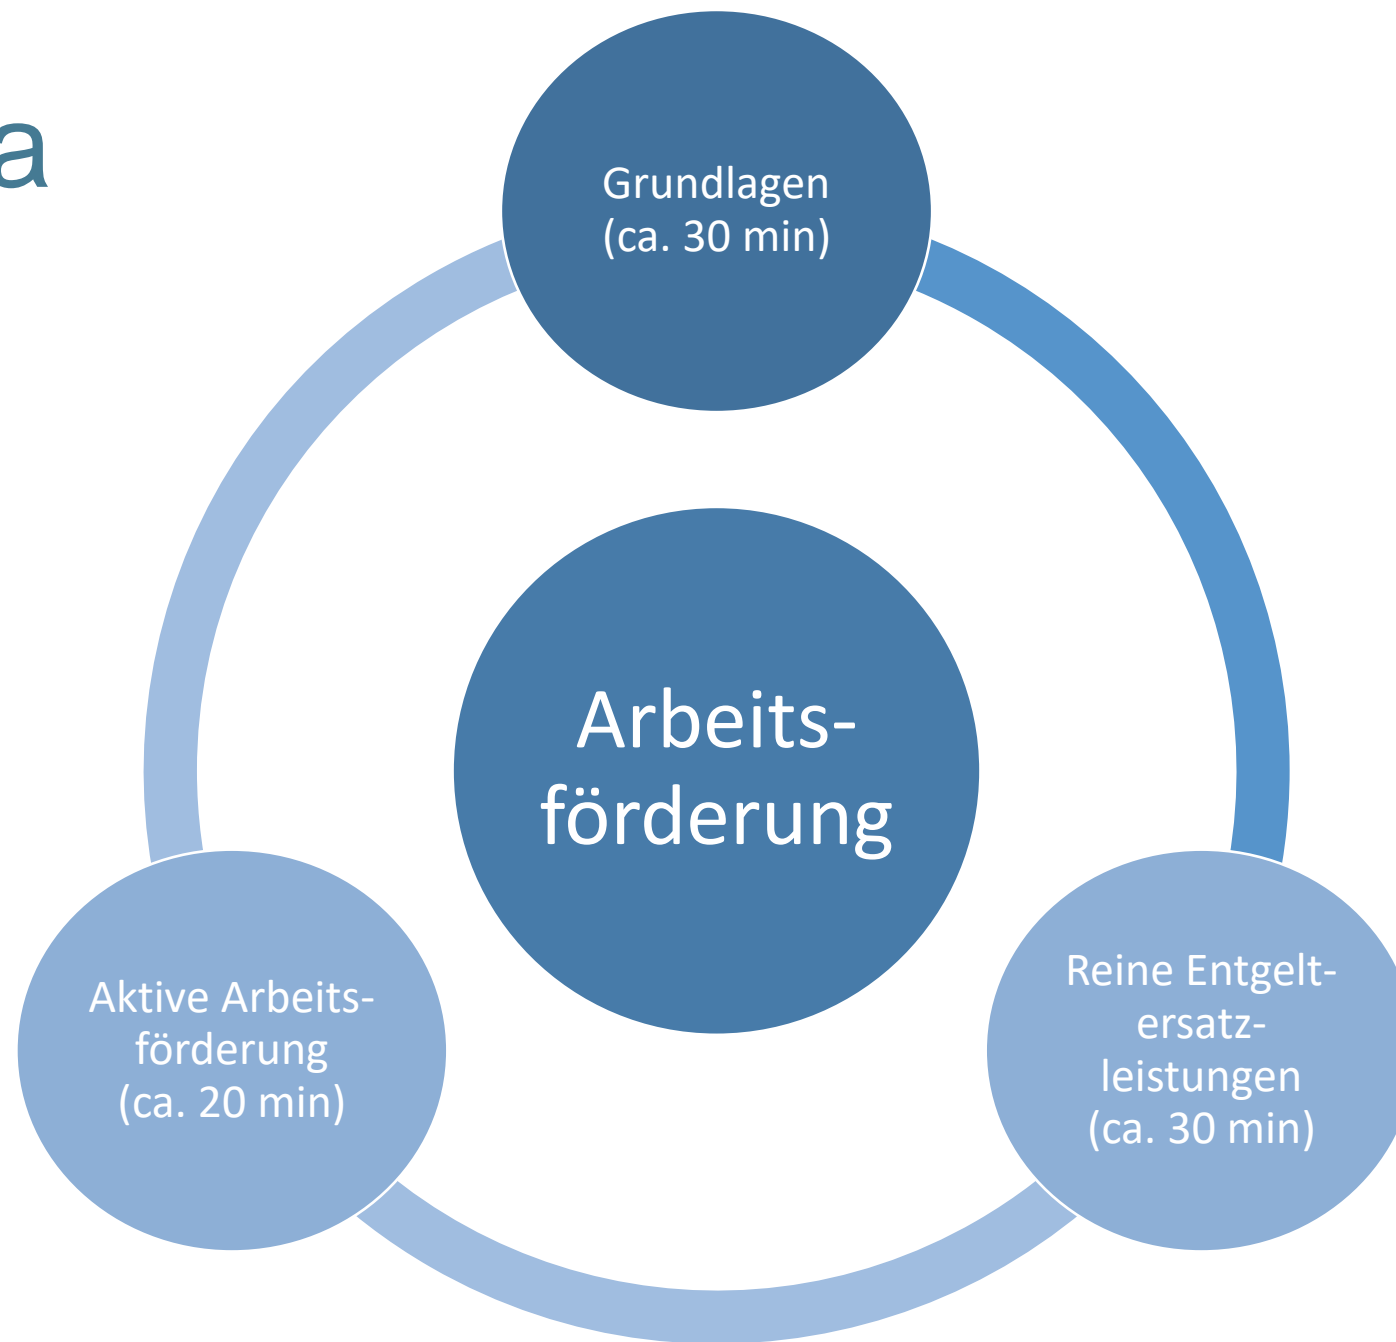 a
Grundlagen
(ca. 30 min)
Arbeits-
förderung
Aktive Arbeits-
förderung
(ca. 20 min)
Reine Entgelt-
ersatz-
leistungen
(ca. 30 min)